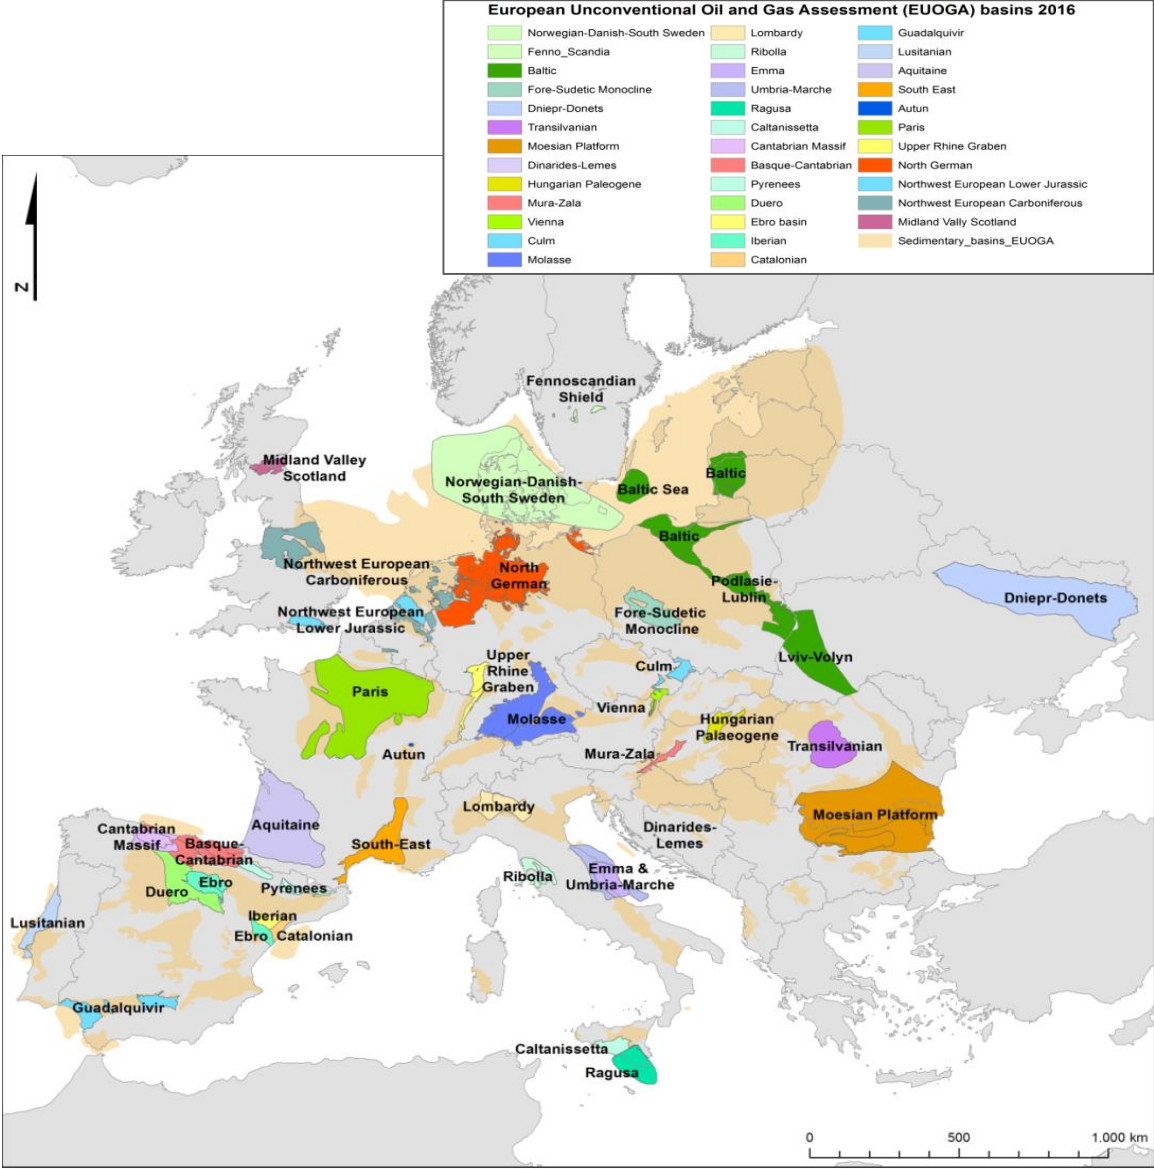 European Unconventional Oil and Gas Assessment (EUOGA) basins 2016
Norwegian-Danish-South Sweden
Fenno_Scandia
Baltic
Fore-Sudetic Monocline
Dniepr-Donets
Transilvanian
Moesian Platform
Dinarides-Lemes
Hungarian Paleogene
Mura-Zala
Vienna
Culm
Molasse
Lombardy
Ribolla
Emma
Umbria-Marche
Ragusa
Caltanissetta
Cantabrian Massif
Basque-Cantabrian
Pyrenees
Duero
Ebro basin
Iberian
Catalonian
Guadalquivir
Lusitanian
Aquitaine
South East
Autun
Paris
Upper Rhine Graben
North German
Northwest European Lower Jurassic
Northwest European Carboniferous
Midland Vally Scotland
Sedimentary_basins_EUOGA
N
Fennoscandian
Shield
Midland Valley
Scotland
Norwegian-Danish-
South Sweden
Baltic Sea
Baltic
Baltic
Northwest European
Carboniferous
North
German
Podlasie-
Lublin
Dniepr-Donets
Northwest European
Lower Jurassic
Fore-Sudetic
Monocline
Lviv-Volyn
Upper
Rhine
Graben
Culm
Paris
Vienna
Molasse
Hungarian
Palaeogene
Autun
Mura-Zala
Transilvanian
Lombardy
Moesian Platform
Aquitaine
Cantabrian
Massif
Basque-
Cantabrian
South-East
Dinarides-
Lemes
Ribolla
Emma &
Umbria-Marche
Duero
Ebro
Pyrenees
Lusitanian
Iberian
Ebro
Catalonian
Guadalquivir
Caltanissetta
Ragusa
0 500 1.000 km